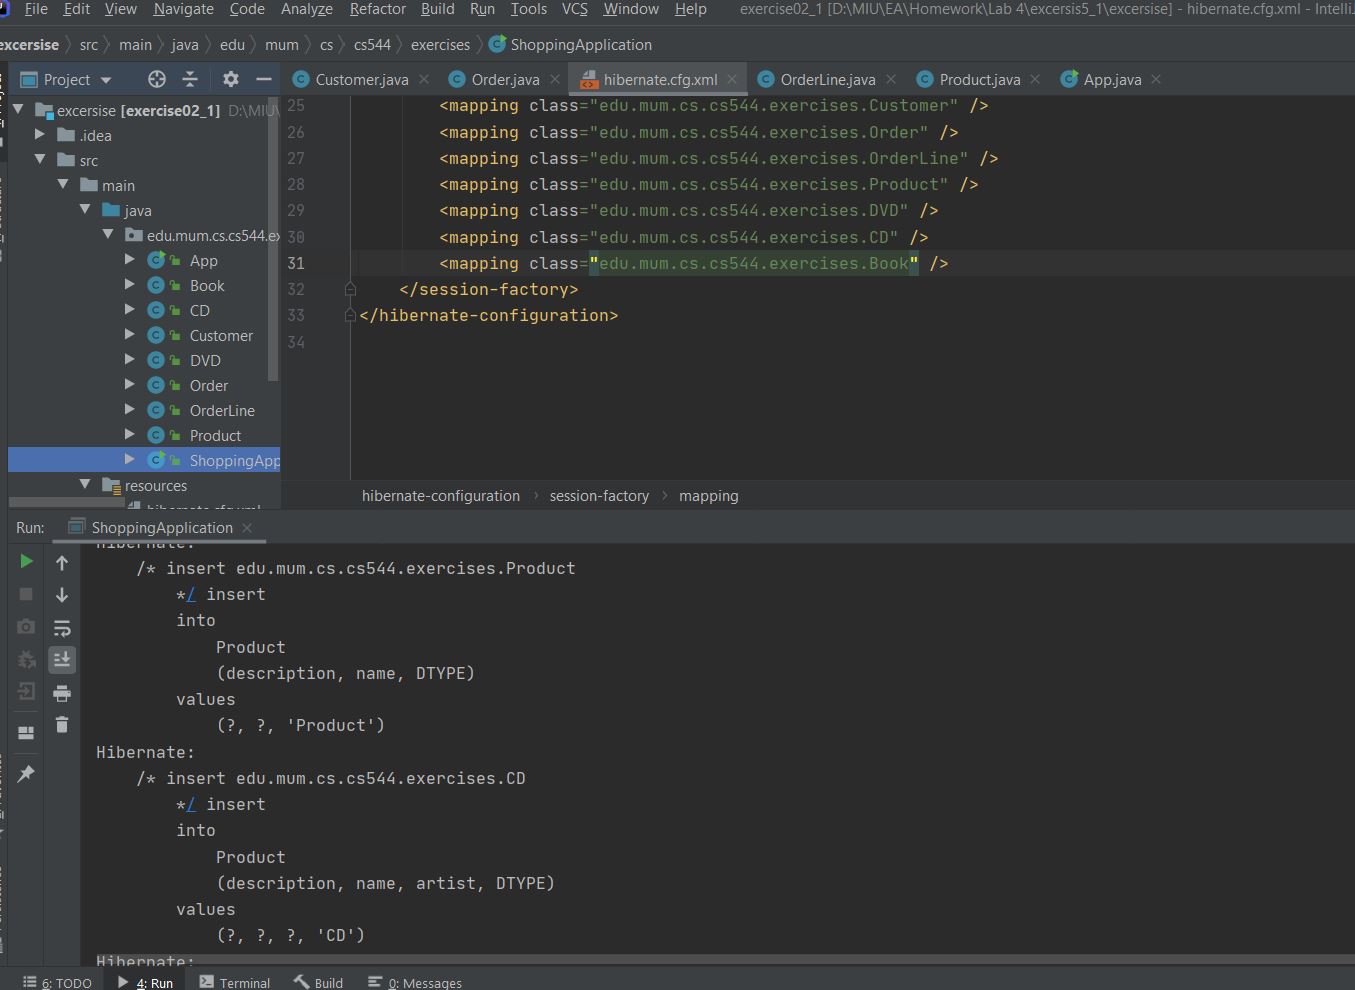 File Edit View Navigate Code Analyze Refactor Build Run Tools VCS Window Help exercise02_1 [D:\MIU\EA\Homework\Lab 4\excersis5_1\excersise] - hibernate.cfg.xml - Intelli
excersise src main java edu mum cs cs544 exercises ShoppingApplication
Project Customer.java Order.java hibernate.cfg.xml OrderLine.java Product.java App.java
excersise [exercise02_1] D:\MIU\
.idea
src
main
java
edu.mum.cs.cs544.ex
App
Book
CD
Customer
DVD
Order
OrderLine
Product
ShoppingApp
resources
hibernate.cfg.xml
25 <mapping class="edu.mum.cs.cs544.exercises.Customer" />
26 <mapping class="edu.mum.cs.cs544.exercises.Order" />
27 <mapping class="edu.mum.cs.cs544.exercises.OrderLine" />
28 <mapping class="edu.mum.cs.cs544.exercises.Product" />
29 <mapping class="edu.mum.cs.cs544.exercises.DVD" />
30 <mapping class="edu.mum.cs.cs544.exercises.CD" />
31 <mapping class="edu.mum.cs.cs544.exercises.Book" />
32 </session-factory>
33 </hibernate-configuration>
34
hibernate-configuration session-factory mapping
Run: ShoppingApplication
Hibernate:
/* insert edu.mum.cs.cs544.exercises.Product
*/ insert
into
Product
(description, name, DTYPE)
values
(?, ?, 'Product')
Hibernate:
/* insert edu.mum.cs.cs544.exercises.CD
*/ insert
into
Product
(description, name, artist, DTYPE)
values
(?, ?, ?, 'CD')
Hibernate:
6: TODO 4: Run Terminal Build 0: Messages